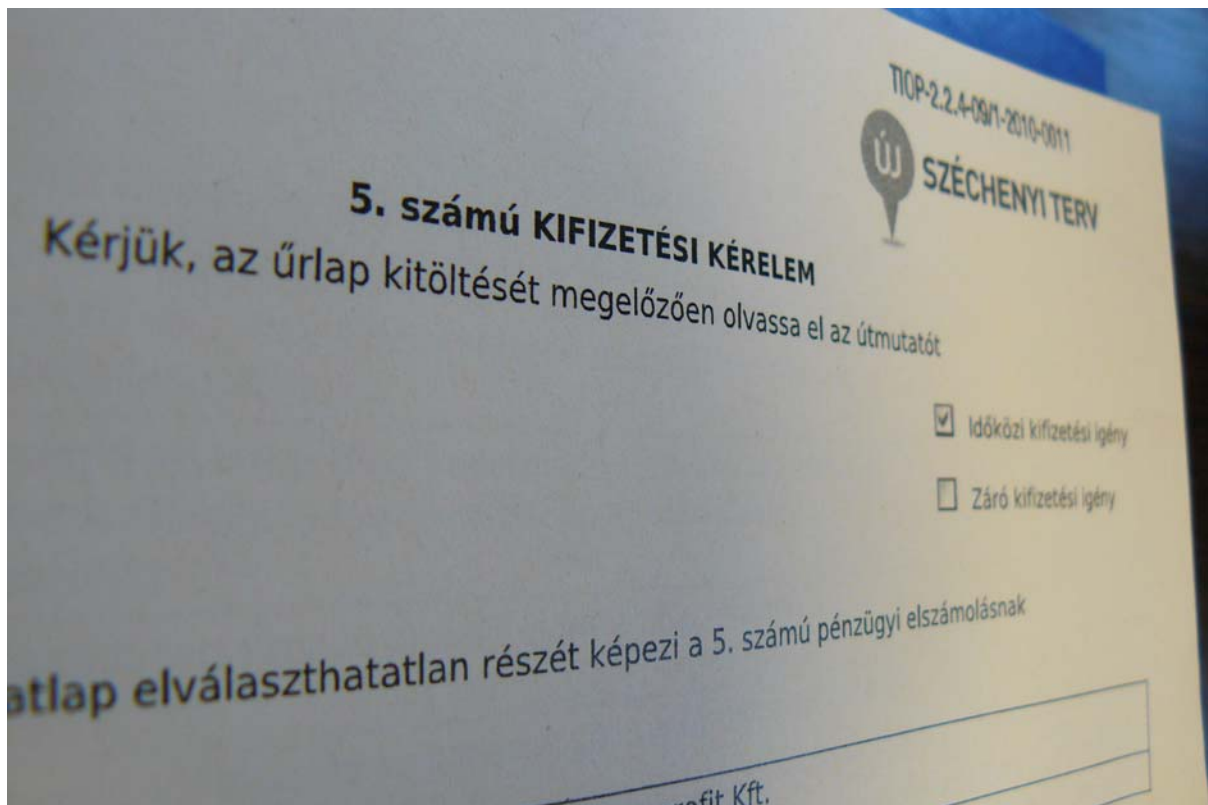 TIOP-2.2.4-09/1-2010-0011
ÚJ
SZÉCHENYI TERV
5. számú KIFIZETÉSI KÉRELEM
Kérjük, az űrlap kitöltését megelőzően olvassa el az útmutatót
Időközi kifizetési igény
Záró kifizetési igény
atlap elválaszthatatlan részét képezi a 5. számú pénzügyi elszámolásnak
Kft.